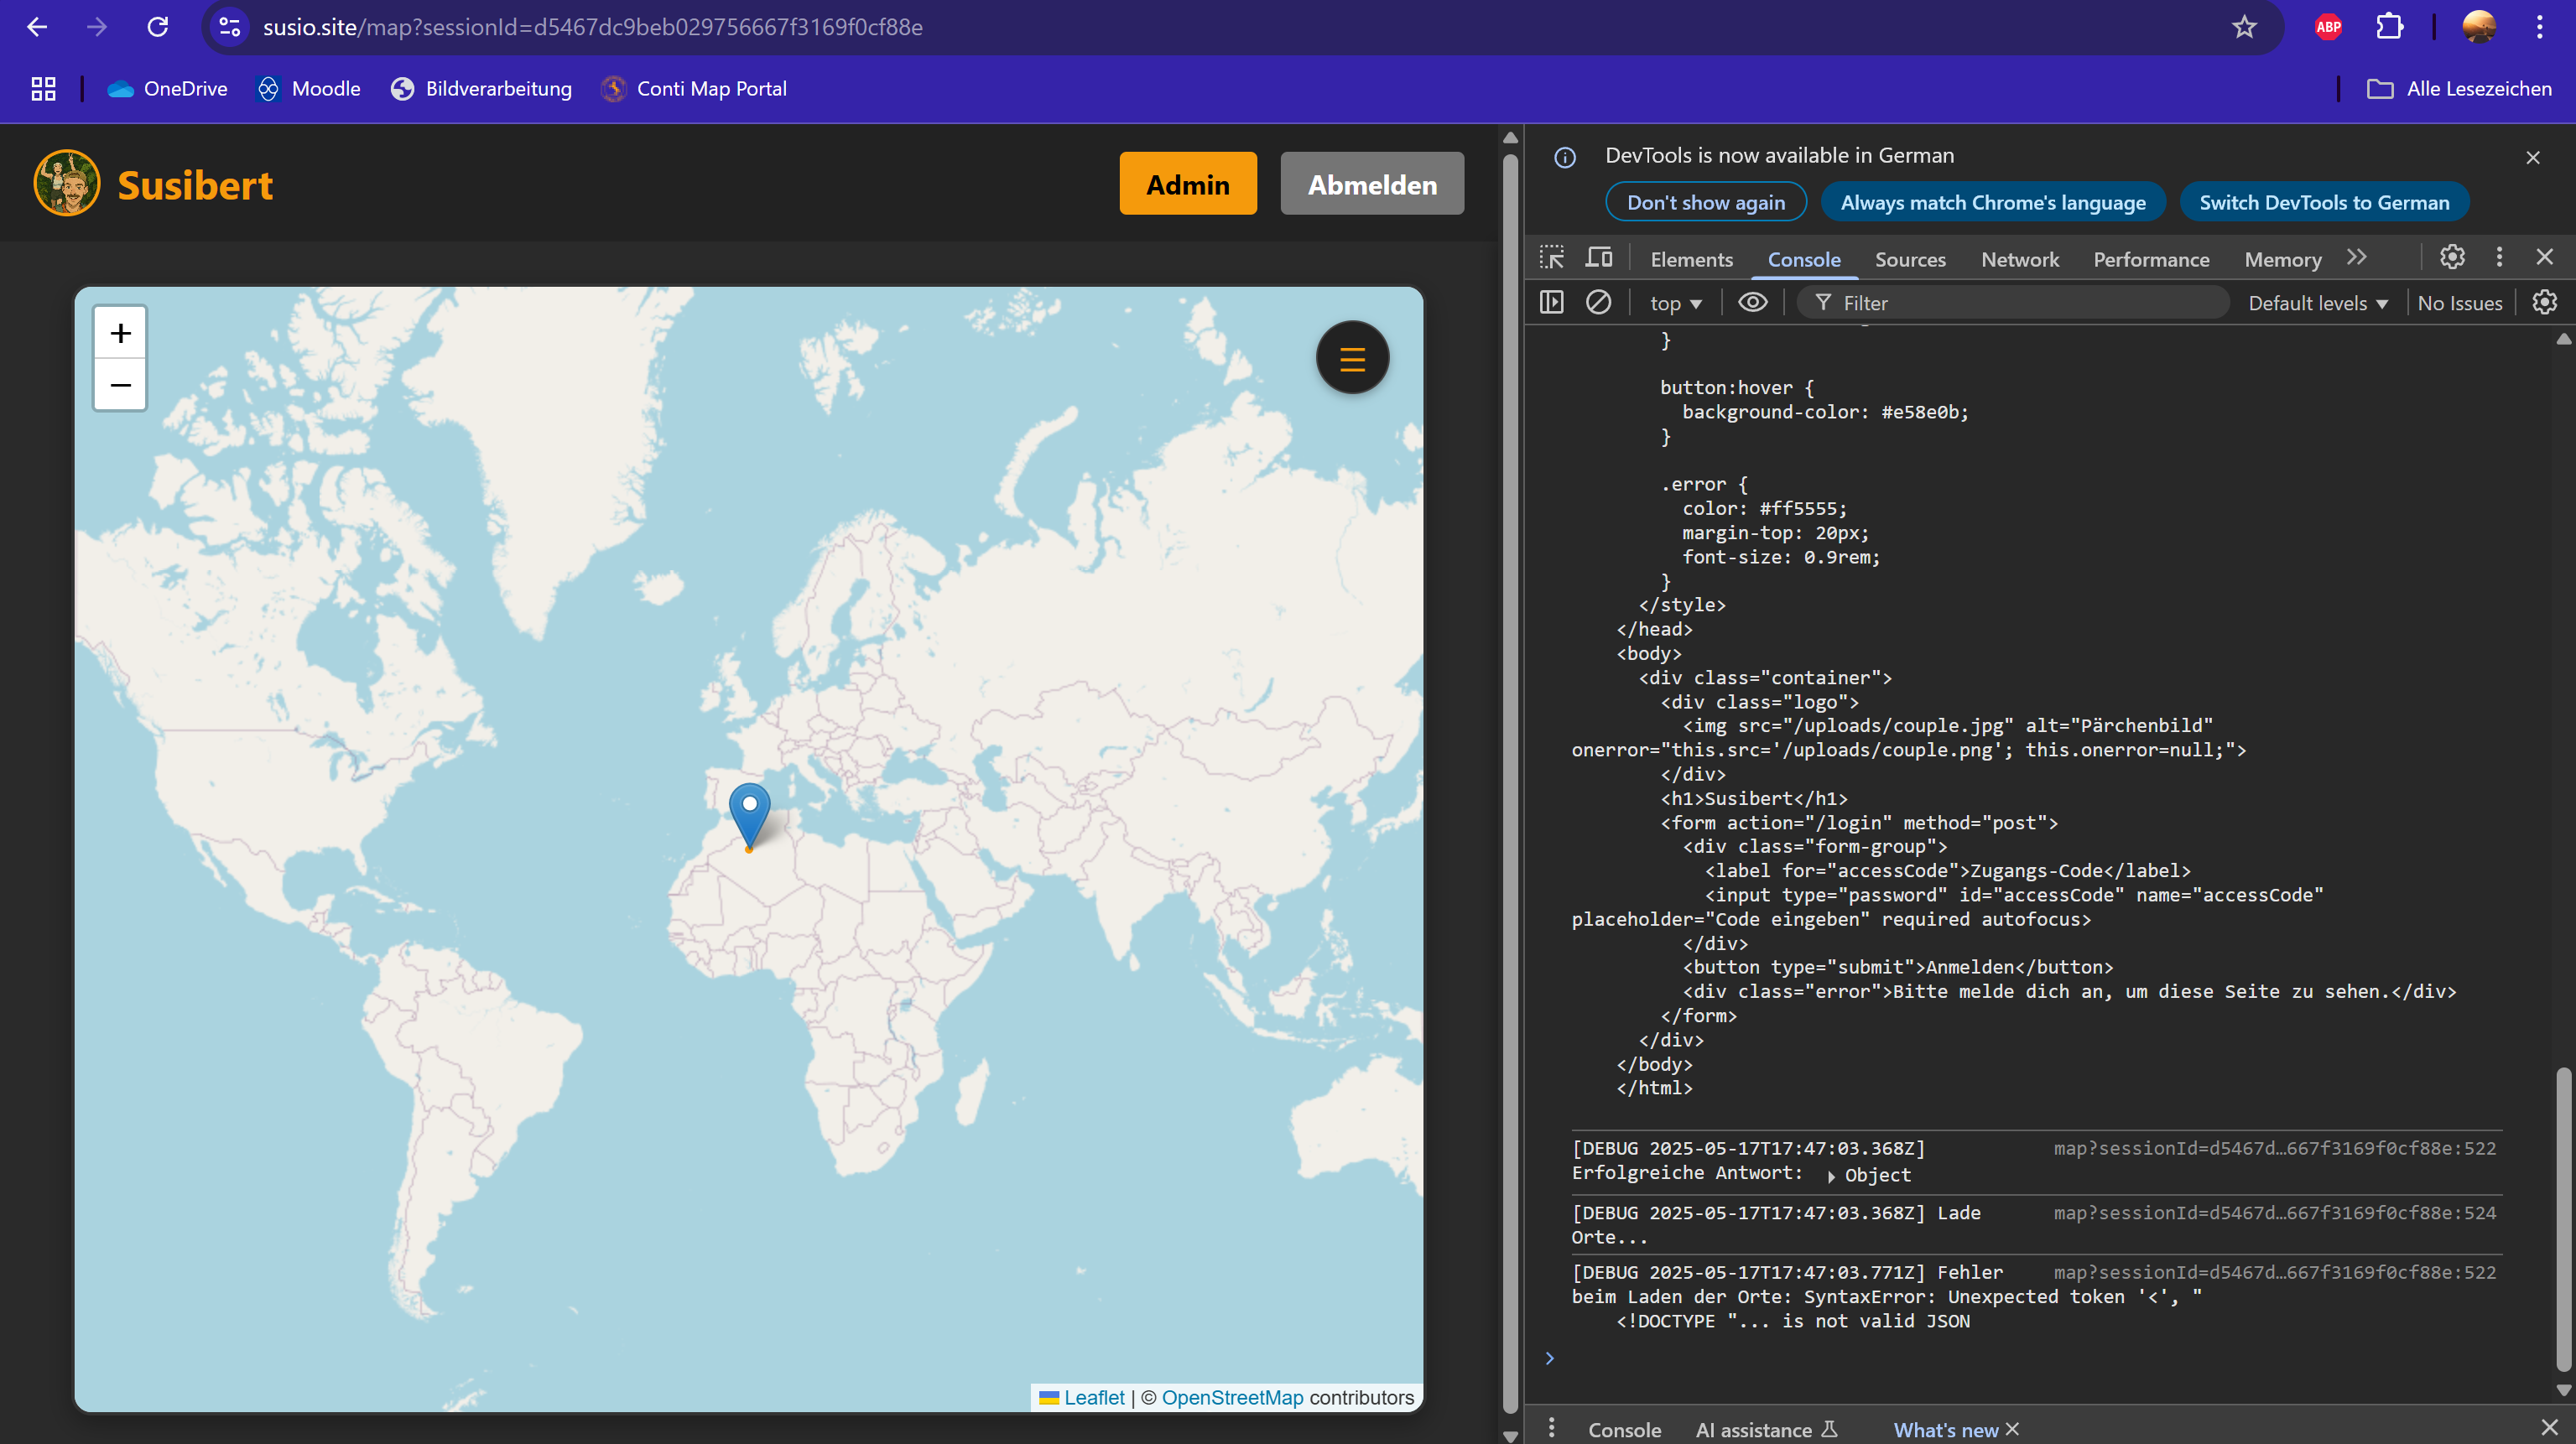 susio.site/map?sessionId=d5467dc9beb029756667f3169f0cf88e
ABP
OneDrive
Moodle
Bildverarbeitung
Conti Map Portal
Alle Lesezeichen
Susibert
Admin
Abmelden
+
−
Leaflet | © OpenStreetMap contributors
DevTools is now available in German
Don't show again
Always match Chrome's language
Switch DevTools to German
Elements
Console
Sources
Network
Performance
Memory
top
Filter
Default levels
No Issues
}
button:hover {
background-color: #e58e0b;
}
.error {
color: #ff5555;
margin-top: 20px;
font-size: 0.9rem;
}
</style>
</head>
<body>
<div class="container">
<div class="logo">
<img src="/uploads/couple.jpg" alt="Pärchenbild"
onerror="this.src='/uploads/couple.png'; this.onerror=null;">
</div>
<h1>Susibert</h1>
<form action="/login" method="post">
<div class="form-group">
<label for="accessCode">Zugangs-Code</label>
<input type="password" id="accessCode" name="accessCode"
placeholder="Code eingeben" required autofocus>
</div>
<button type="submit">Anmelden</button>
<div class="error">Bitte melde dich an, um diese Seite zu sehen.</div>
</form>
</div>
</body>
</html>
[DEBUG 2025-05-17T17:47:03.368Z] map?sessionId=d5467d…667f3169f0cf88e:522
Erfolgreiche Antwort: Object
[DEBUG 2025-05-17T17:47:03.368Z] Lade map?sessionId=d5467d…667f3169f0cf88e:524
Orte...
[DEBUG 2025-05-17T17:47:03.771Z] Fehler map?sessionId=d5467d…667f3169f0cf88e:522
beim Laden der Orte: SyntaxError: Unexpected token '<', "
<!DOCTYPE "... is not valid JSON
Console
AI assistance
What's new